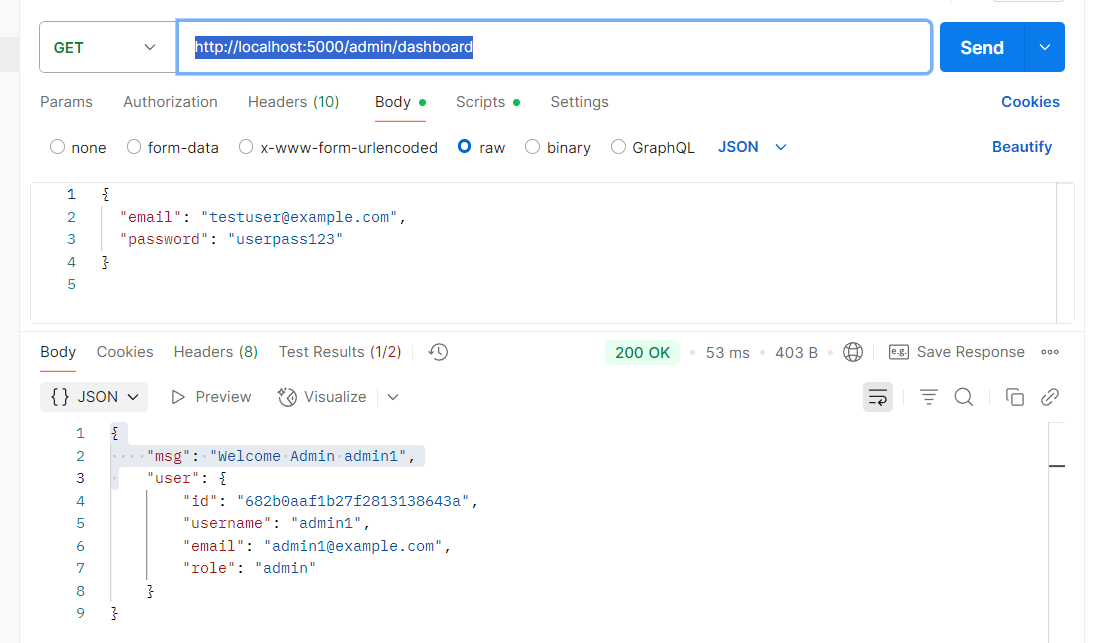 GET http://localhost:5000/admin/dashboard Send
Params Authorization Headers (10) Body Scripts Settings Cookies
none form-data x-www-form-urlencoded raw binary GraphQL JSON Beautify
1 {
2 "email": "testuser@example.com",
3 "password": "userpass123"
4 }
5
Body Cookies Headers (8) Test Results (1/2) 200 OK • 53 ms • 403 B e.g. Save Response
{} JSON Preview Visualize
1 {
2 ····"msg":·"Welcome·Admin·admin1",
3 ·"user": {
4 "id": "682b0aaf1b27f2813138643a",
5 "username": "admin1",
6 "email": "admin1@example.com",
7 "role": "admin"
8 }
9 }